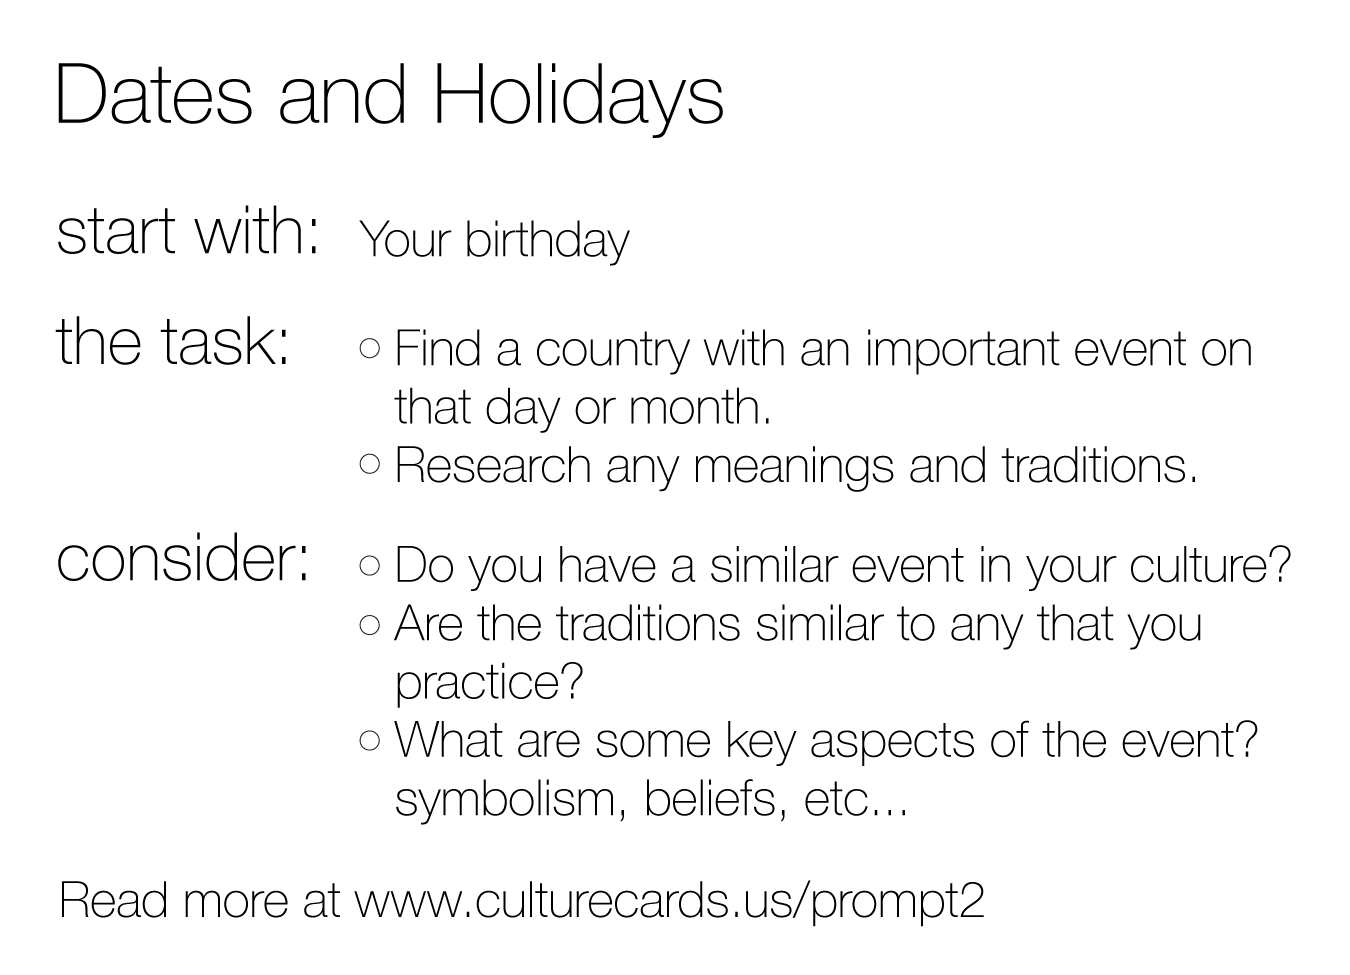 Dates and Holidays
start with: Your birthday
the task: ○ Find a country with an important event on
that day or month.
○ Research any meanings and traditions.
consider: ○ Do you have a similar event in your culture?
○ Are the traditions similar to any that you
practice?
○ What are some key aspects of the event?
symbolism, beliefs, etc...
Read more at www.culturecards.us/prompt2